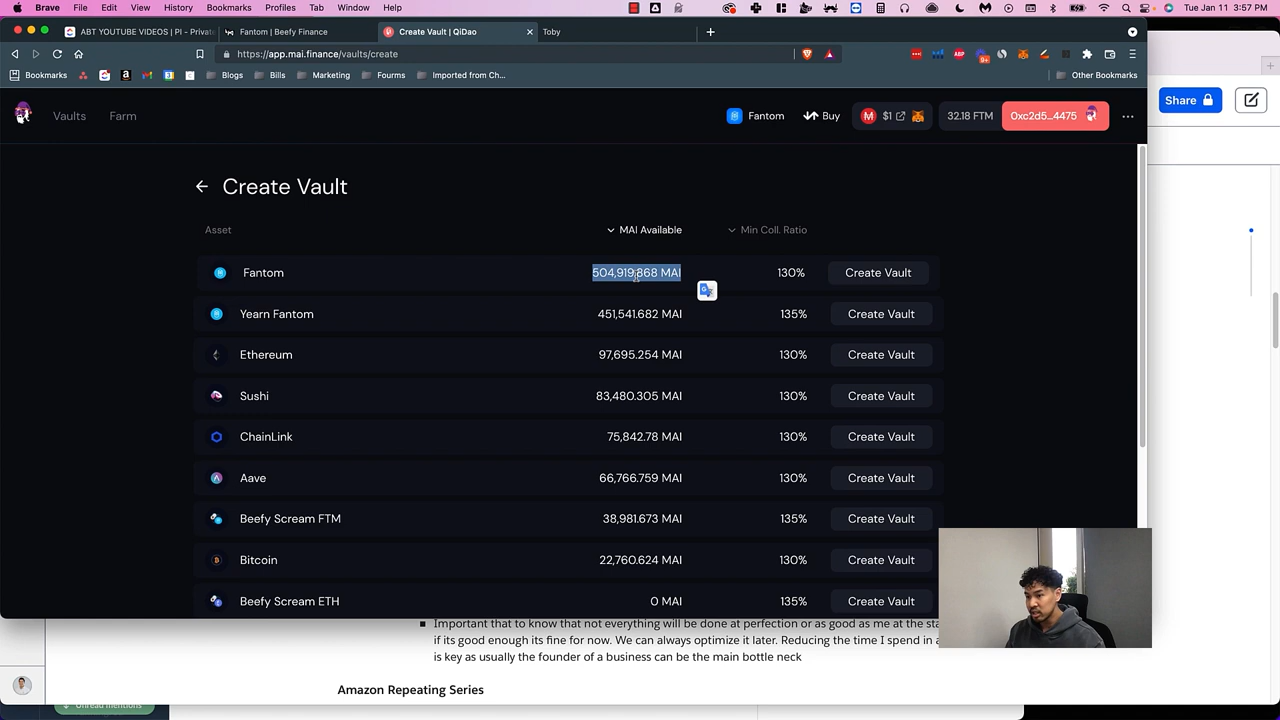 Brave File Edit View History Bookmarks Profiles Tab Window Help Tue Jan 11 3:57 PM
ABT YOUTUBE VIDEOS | PI - Privat
Fantom | Beefy Finance
Create Vault | QiDao
Toby
https://app.mai.finance/vaults/create
Bookmarks Blogs Bills Marketing Fourms Imported from Ch... Other Bookmarks
Share
Vaults Farm Fantom Buy $1 32.18 FTM 0xc2d5...4475
Create Vault
Asset MAI Available Min Coll. Ratio
Fantom 504,919.868 MAI 130% Create Vault
Yearn Fantom 451,541.682 MAI 135% Create Vault
Ethereum 97,695.254 MAI 130% Create Vault
Sushi 83,480.305 MAI 130% Create Vault
ChainLink 75,842.78 MAI 130% Create Vault
Aave 66,766.759 MAI 130% Create Vault
Beefy Scream FTM 38,981.673 MAI 135% Create Vault
Bitcoin 22,760.624 MAI 130% Create Vault
Beefy Scream ETH 0 MAI 135% Create Vault
Important that to know that not everything will be done at perfection or as good as me at the sta
if its good enough its fine for now. We can always optimize it later. Reducing the time I spend in a
is key as usually the founder of a business can be the main bottle neck
Amazon Repeating Series
Unread mentions